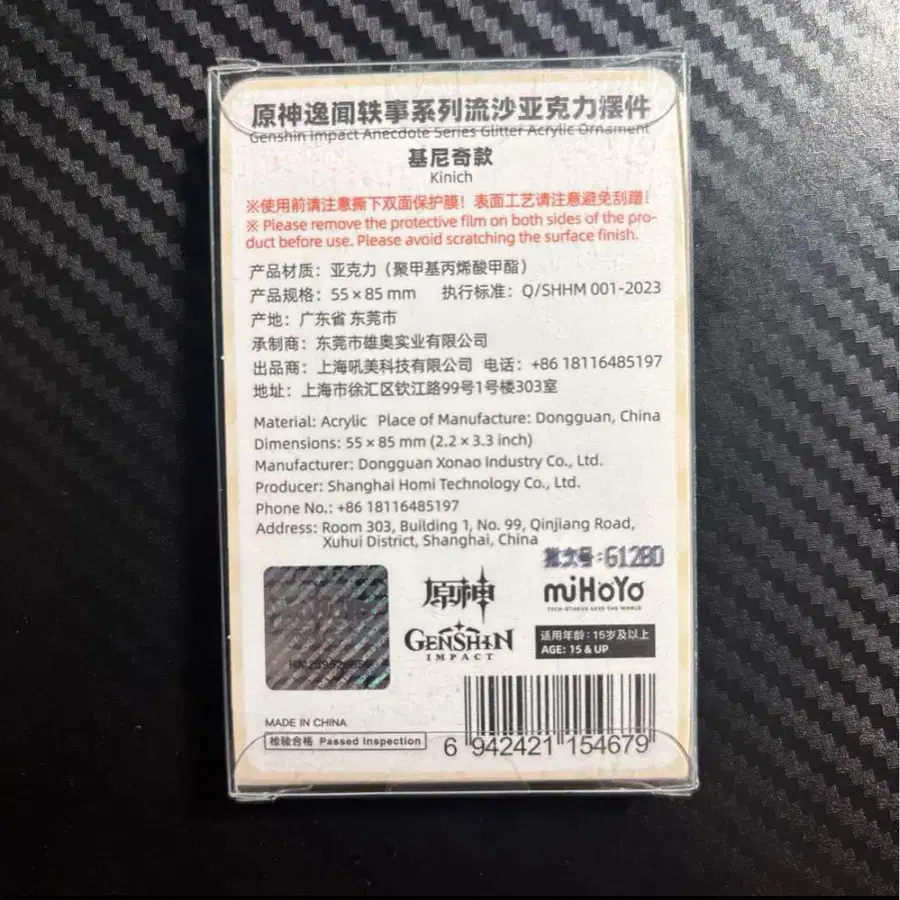 原神逸闻轶事系列流沙亚克力摆件
Genshin Impact Anecdote Series Glitter Acrylic Ornament
基尼奇款
Kinich
※使用前请注意撕下双面保护膜！表面工艺请注意避免刮蹭！
※ Please remove the protective film on both sides of the pro-
duct before use. Please avoid scratching the surface finish.
产品材质：亚克力（聚甲基丙烯酸甲酯）
产品规格：55×85 mm 执行标准：Q/SHHM 001-2023
产地：广东省 东莞市
承制商：东莞市雄奥实业有限公司
出品商：上海吼美科技有限公司 电话：+86 18116485197
地址：上海市徐汇区钦江路99号1号楼303室
Material: Acrylic Place of Manufacture: Dongguan, China
Dimensions: 55×85 mm (2.2×3.3 inch)
Manufacturer: Dongguan Xonao Industry Co., Ltd.
Producer: Shanghai Homi Technology Co., Ltd.
Phone No.: +86 18116485197
Address: Room 303, Building 1, No. 99, Qinjiang Road,
Xuhui District, Shanghai, China
批次号:612BD
原神
GENSHIN
IMPACT
miHoYo
TECH OTAKUS SAVE THE WORLD
适用年龄：15岁及以上
AGE: 15 & UP
MADE IN CHINA
检验合格 Passed Inspection
6 942421 154679